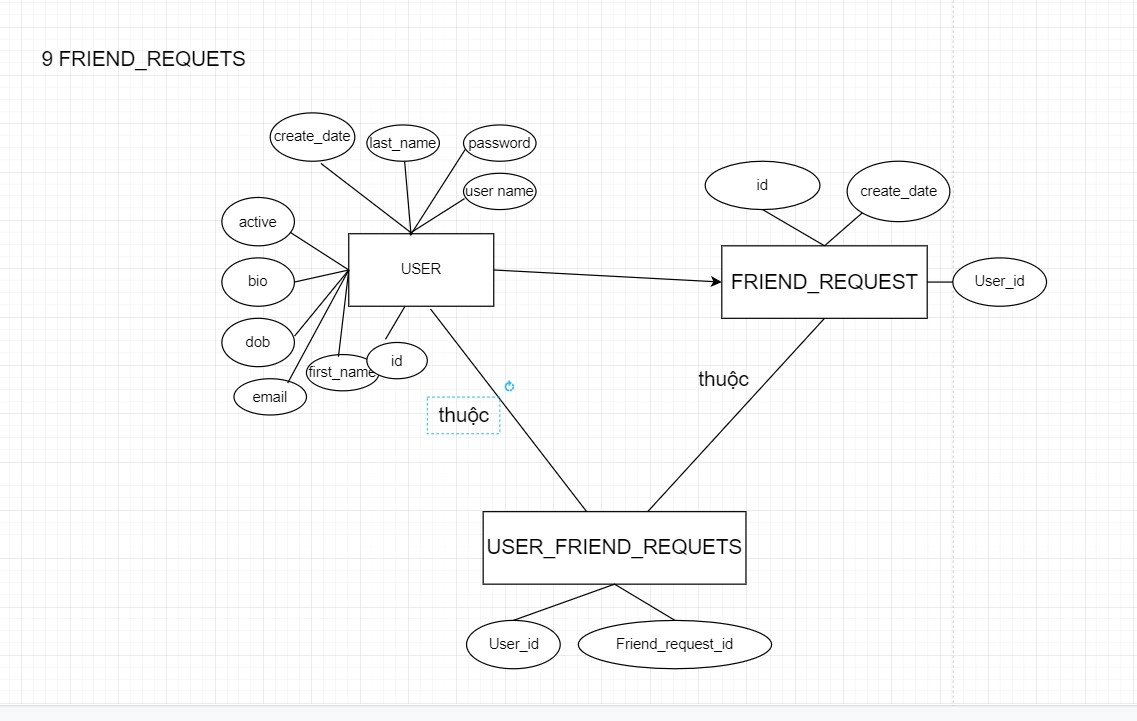 9 FRIEND_REQUETS
create_date
last_name
password
user name
active
bio
dob
email
first_name
id
USER
id
create_date
FRIEND_REQUEST
User_id
thuộc
thuộc
USER_FRIEND_REQUETS
User_id
Friend_request_id